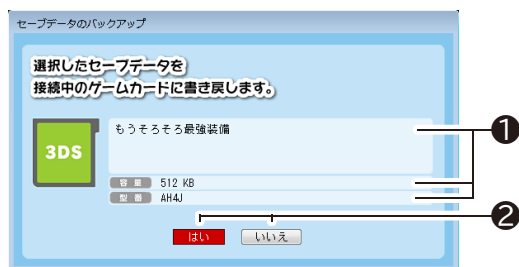 セーブデータのバックアップ
選択したセーブデータを
接続中のゲームカードに書き戻します。
3DS
もうそろそろ最強装備
容量 512 KB
型番 AH4J
はい いいえ
❶
❷